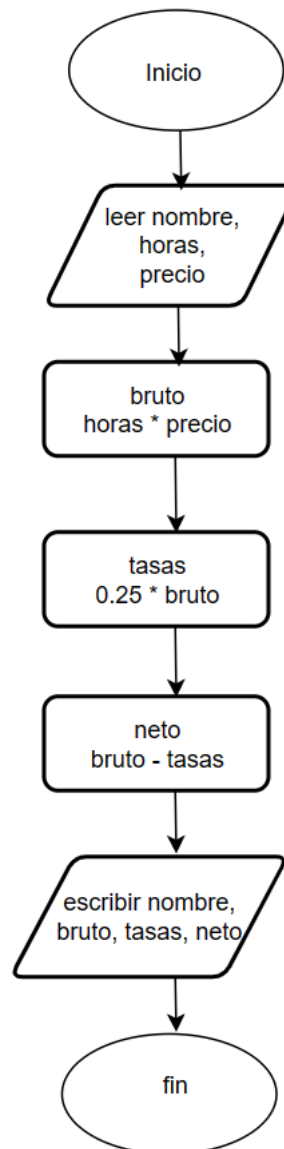 Inicio
leer nombre,
horas,
precio
bruto
horas * precio
tasas
0.25 * bruto
neto
bruto - tasas
escribir nombre,
bruto, tasas, neto
fin